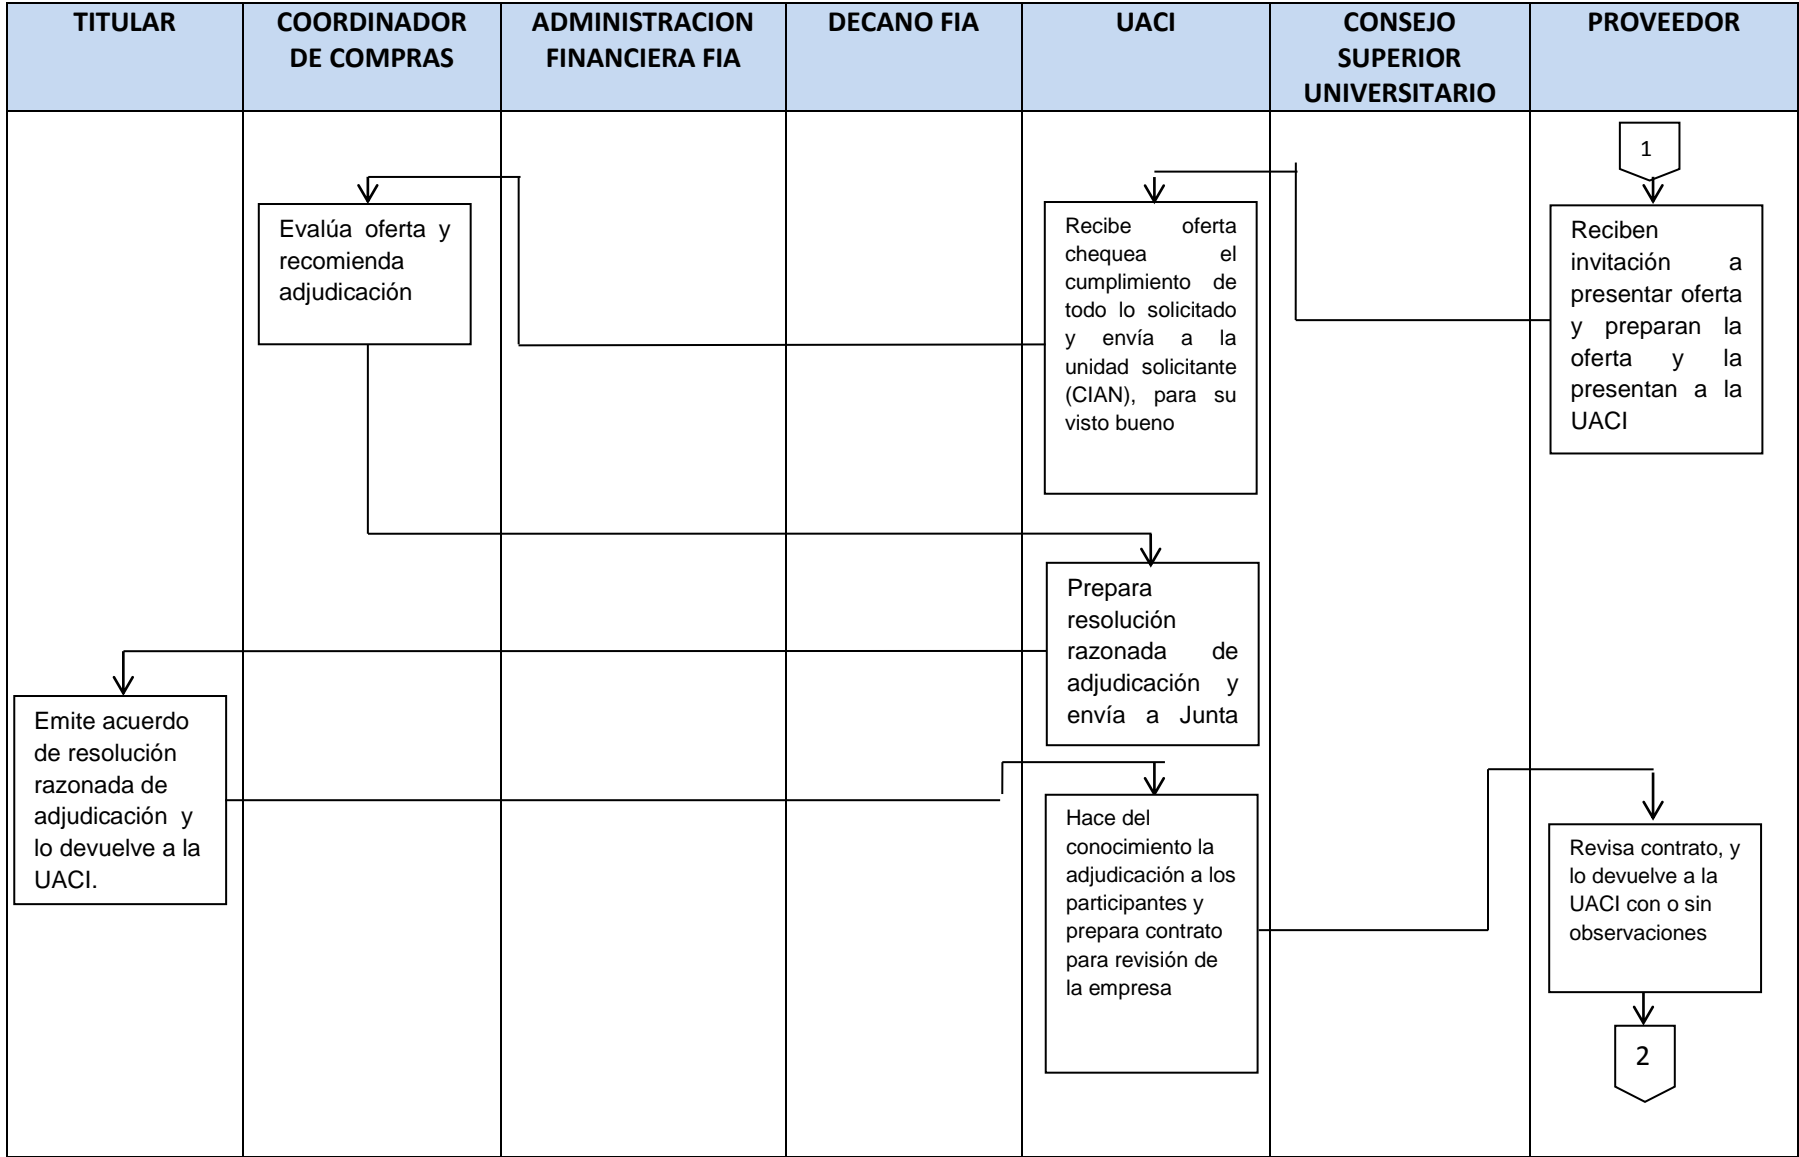 TITULAR
COORDINADOR
DE COMPRAS
ADMINISTRACION
FINANCIERA FIA
DECANO FIA
UACI
CONSEJO
SUPERIOR
UNIVERSITARIO
PROVEEDOR
1
Reciben
invitación a
presentar oferta
y preparan la
oferta y la
presentan a la
UACI
Recibe oferta
chequea el
cumplimiento de
todo lo solicitado
y envía a la
unidad solicitante
(CIAN), para su
visto bueno
Evalúa oferta y
recomienda
adjudicación
Prepara
resolución
razonada de
adjudicación y
envía a Junta
Emite acuerdo
de resolución
razonada de
adjudicación y
lo devuelve a la
UACI.
Hace del
conocimiento la
adjudicación a los
participantes y
prepara contrato
para revisión de
la empresa
Revisa contrato, y
lo devuelve a la
UACI con o sin
observaciones
2